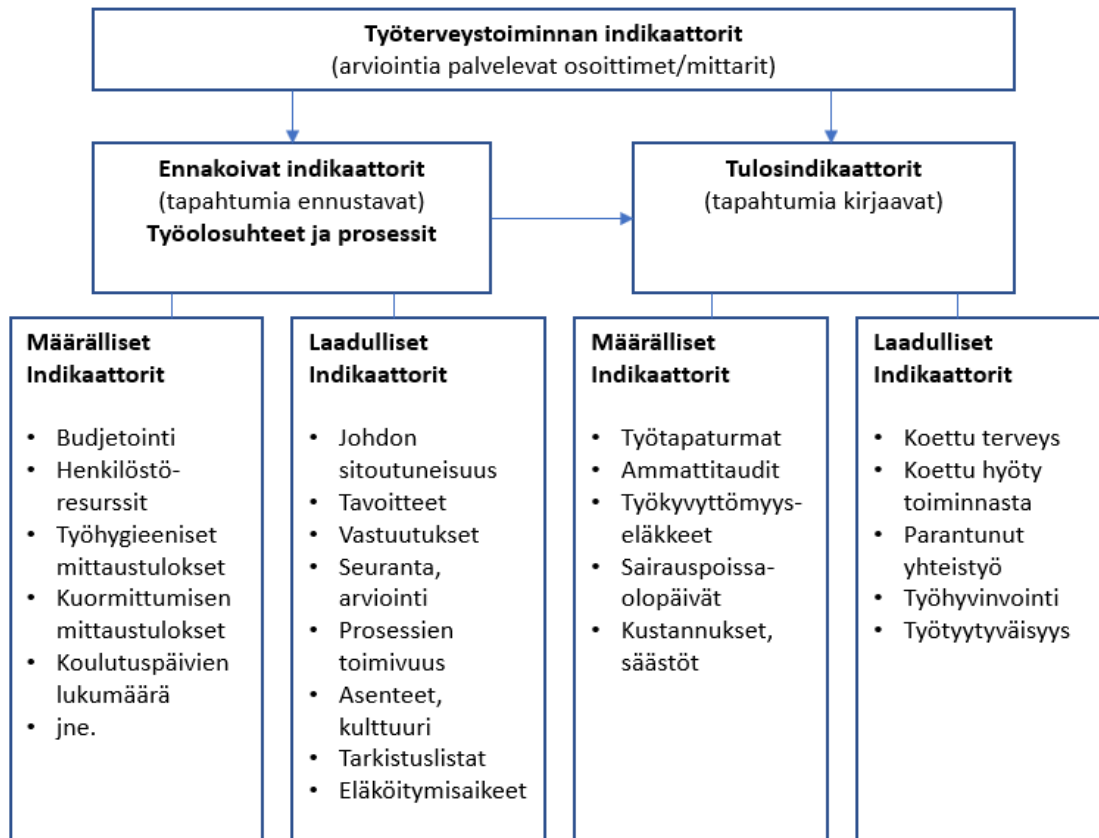 Työterveystoiminnan indikaattorit
(arviointia palvelevat osoittimet/mittarit)
Ennakoivat indikaattorit
(tapahtumia ennustavat)
Työolosuhteet ja prosessit
Tulosindikaattorit
(tapahtumia kirjaavat)
Määrälliset
Indikaattorit
• Budjetointi
• Henkilöstö-
resurssit
• Työhygieeniset
mittaustulokset
• Kuormittumisen
mittaustulokset
• Koulutuspäivien
lukumäärä
• jne.
Laadulliset
Indikaattorit
• Johdon
sitoutuneisuus
• Tavoitteet
• Vastuutukset
• Seuranta,
arviointi
• Prosessien
toimivuus
• Asenteet,
kulttuuri
• Tarkistuslistat
• Eläköitymisaikeet
Määrälliset
Indikaattorit
• Työtapaturmat
• Ammattitaudit
• Työkyvyttömyys-
eläkkeet
• Sairauspoissa-
olopäivät
• Kustannukset,
säästöt
Laadulliset
Indikaattorit
• Koettu terveys
• Koettu hyöty
toiminnasta
• Parantunut
yhteistyö
• Työhyvinvointi
• Työtyytyväisyys